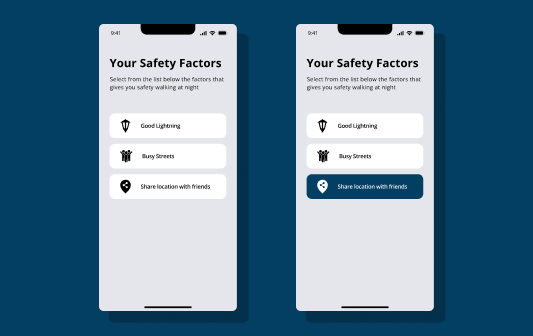 9:41
Your Safety Factors
Select from the list below the factors that
gives you safety walking at night
Good Lightning
Busy Streets
Share location with friends
9:41
Your Safety Factors
Select from the list below the factors that
gives you safety walking at night
Good Lightning
Busy Streets
Share location with friends